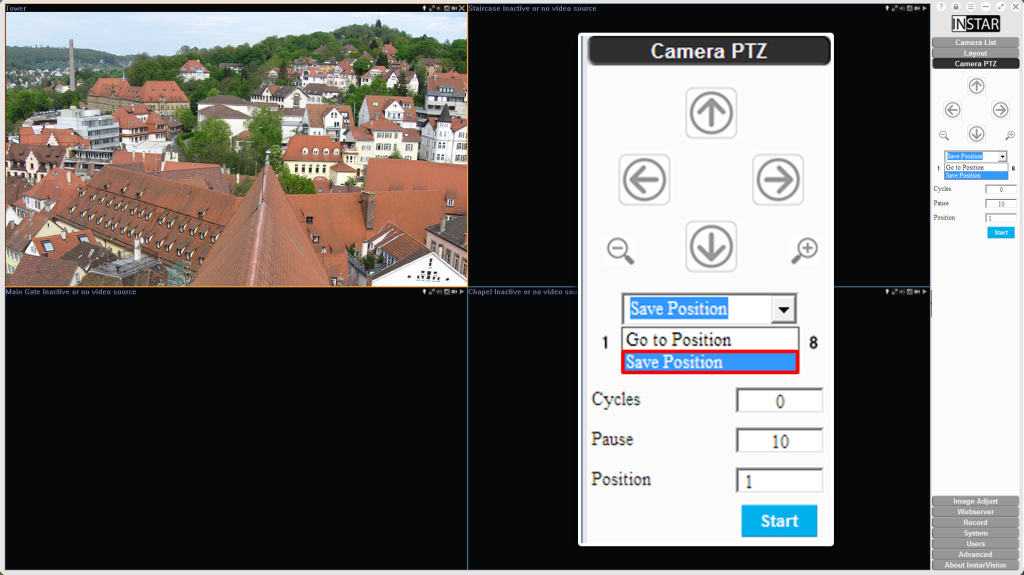 Tower
Staircase Inactive or no video source
Main Gate Inactive or no video source
Chapel Inactive or no video sou
Camera PTZ
Save Position
1
Go to Position
8
Save Position
Cycles
0
Pause
10
Position
1
Start
?
INSTAR
Camera List
Layout
Camera PTZ
Save Position
1
Go to Position
8
Save Position
Cycles
0
Pause
10
Position
1
Start
Image Adjust
Webserver
Record
System
Users
Advanced
About InstarVision